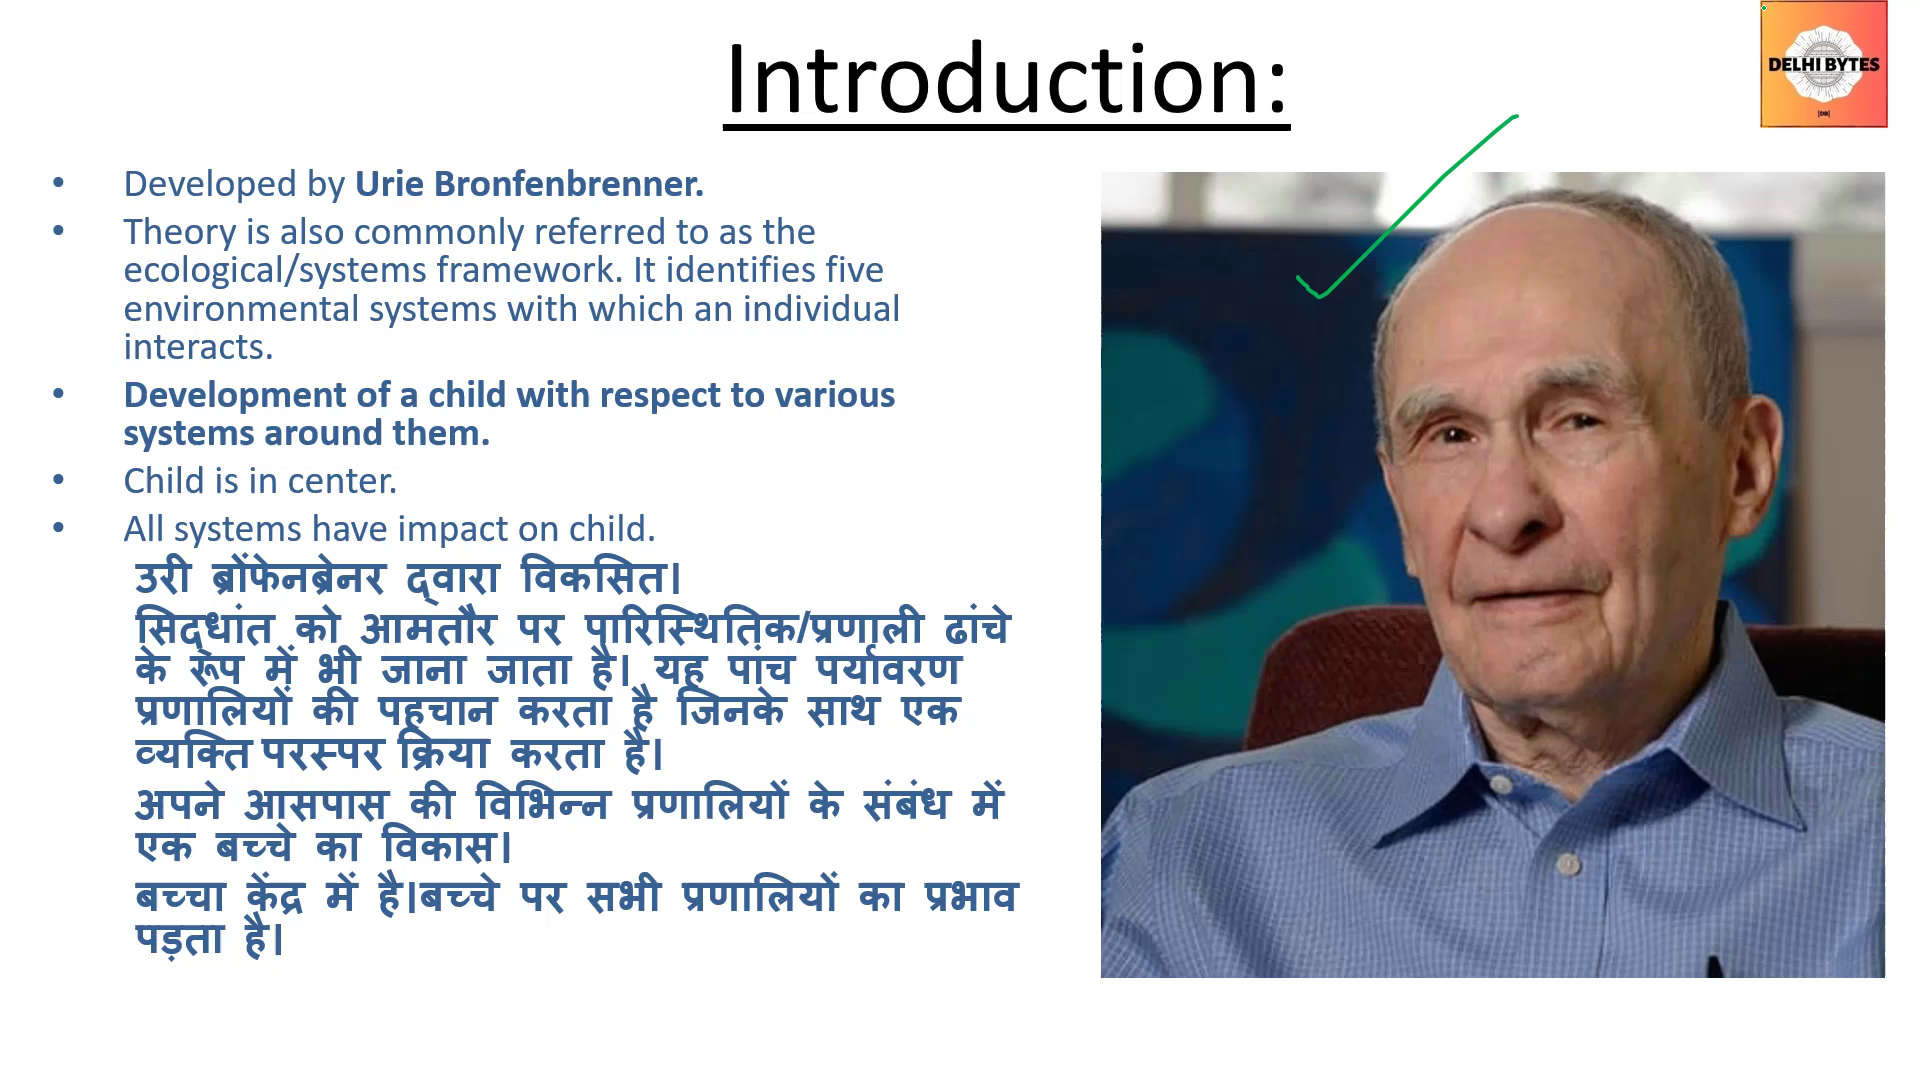 Introduction:
DELHI BYTES
|DB|
• Developed by Urie Bronfenbrenner.
• Theory is also commonly referred to as the
ecological/systems framework. It identifies five
environmental systems with which an individual
interacts.
• Development of a child with respect to various
systems around them.
• Child is in center.
• All systems have impact on child.
उरी ब्रोंफेनब्रेनर द्वारा विकसित।
सिद्धांत को आमतौर पर पारिस्थितिक/प्रणाली ढांचे
के रूप में भी जाना जाता है। यह पांच पर्यावरण
प्रणालियों की पहचान करता है जिनके साथ एक
व्यक्ति परस्पर क्रिया करता है।
अपने आसपास की विभिन्न प्रणालियों के संबंध में
एक बच्चे का विकास।
बच्चा केंद्र में है।बच्चे पर सभी प्रणालियों का प्रभाव
पड़ता है।